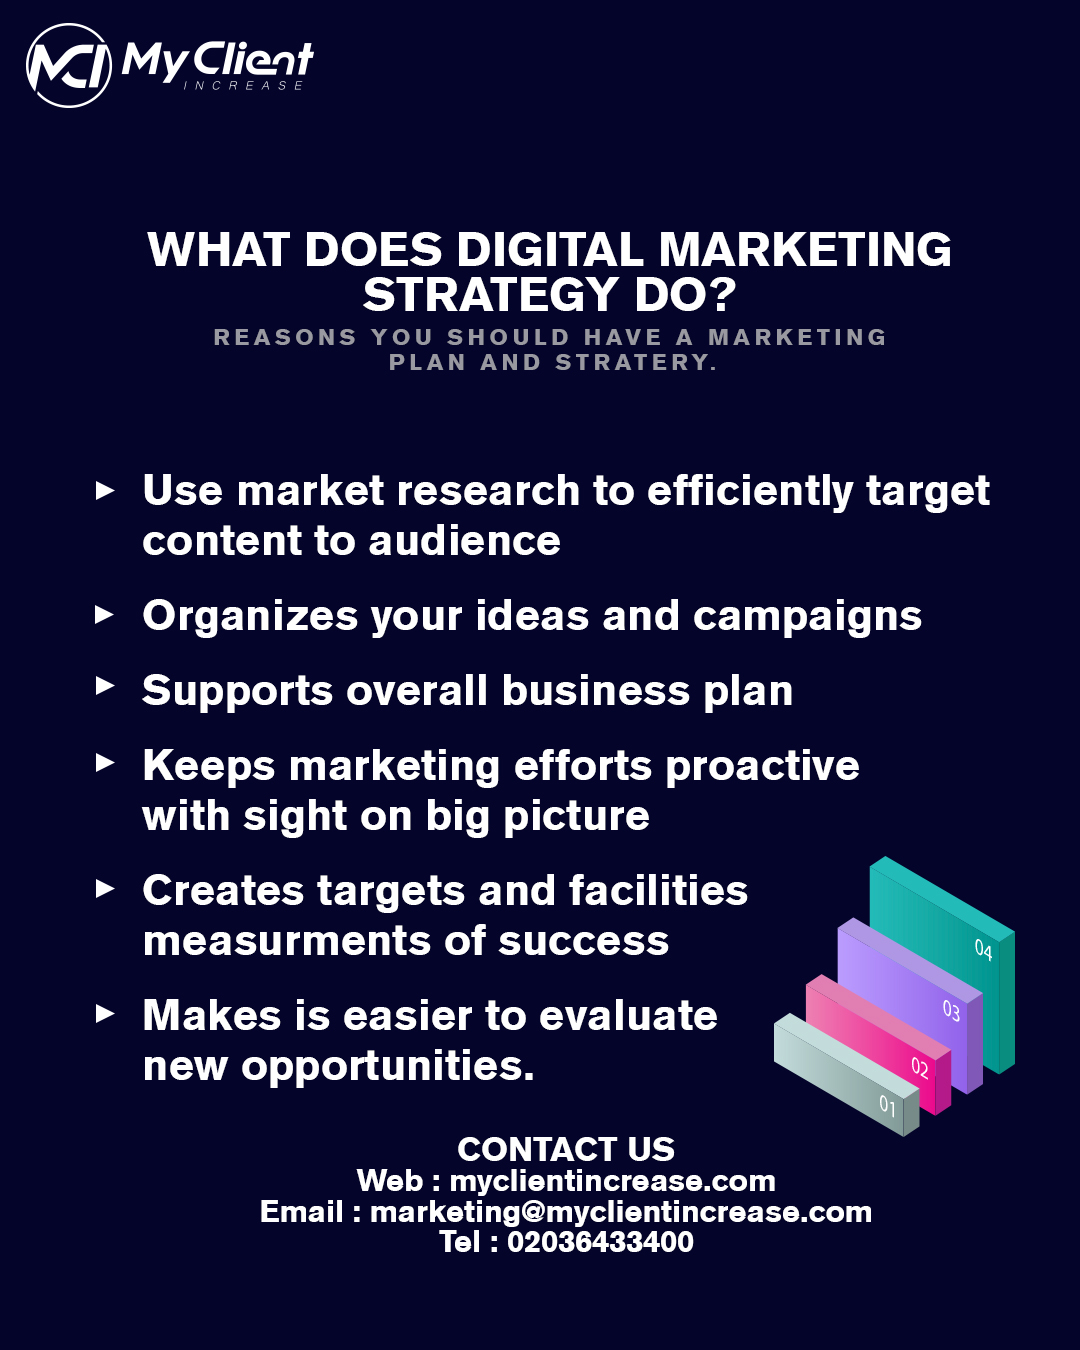 MCI
My Client
INCREASE
WHAT DOES DIGITAL MARKETING
STRATEGY DO?
REASONS YOU SHOULD HAVE A MARKETING
PLAN AND STRATERY.
Use market research to efficiently target
content to audience
Organizes your ideas and campaigns
Supports overall business plan
Keeps marketing efforts proactive
with sight on big picture
Creates targets and facilities
measurments of success
Makes is easier to evaluate
new opportunities.
04
03
02
01
CONTACT US
Web : myclientincrease.com
Email : marketing@myclientincrease.com
Tel : 02036433400